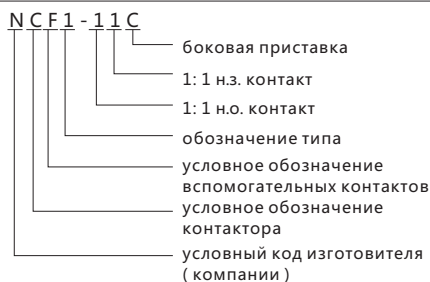 NCF1-11C
боковая приставка
1: 1 н.з. контакт
1: 1 н.о. контакт
обозначение типа
условное обозначение
вспомогательных контактов
условное обозначение
контактора
условный код изготовителя
( компании )